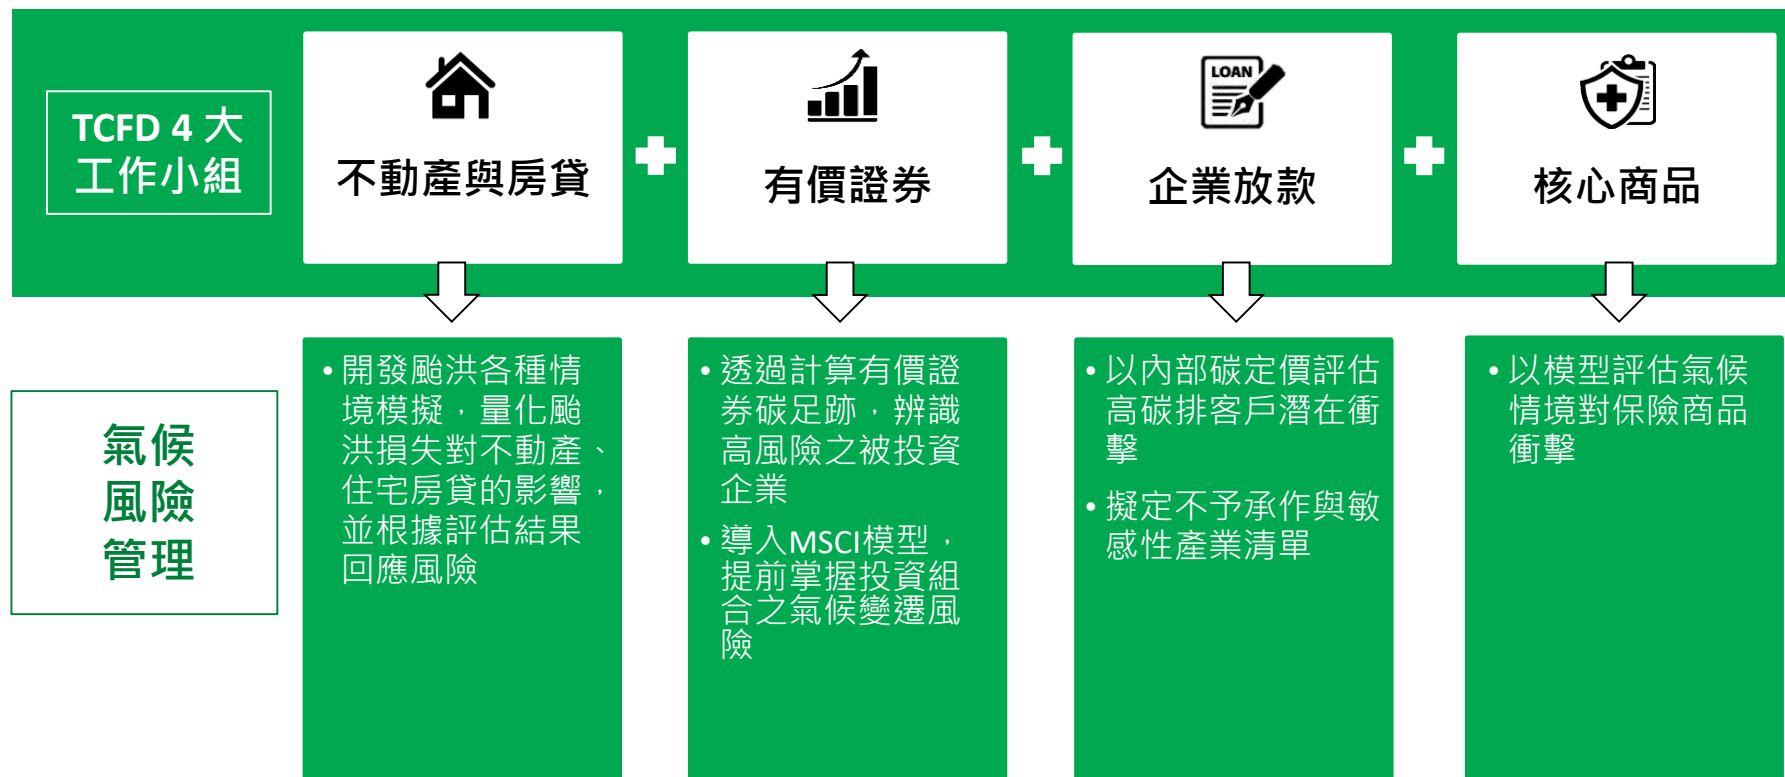 TCFD 4 大
工作小組
不動產與房貸
有價證券
LOAN
企業放款
核心商品
氣候
風險
管理
• 開發颱洪各種情
境模擬，量化颱
洪損失對不動產、
住宅房貸的影響，
並根據評估結果
回應風險
• 透過計算有價證
券碳足跡，辨識
高風險之被投資
企業
• 導入MSCI模型，
提前掌握投資組
合之氣候變遷風
險
• 以內部碳定價評估
高碳排客戶潛在衝
擊
• 擬定不予承作與敏
感性產業清單
• 以模型評估氣候
情境對保險商品
衝擊